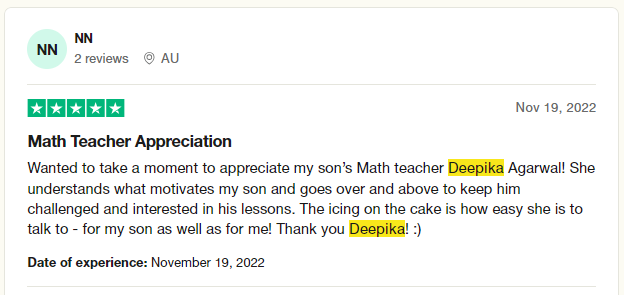 NN
NN
2 reviews AU
Nov 19, 2022
Math Teacher Appreciation
Wanted to take a moment to appreciate my son’s Math teacher Deepika Agarwal! She
understands what motivates my son and goes over and above to keep him
challenged and interested in his lessons. The icing on the cake is how easy she is to
talk to - for my son as well as for me! Thank you Deepika! :)
Date of experience: November 19, 2022